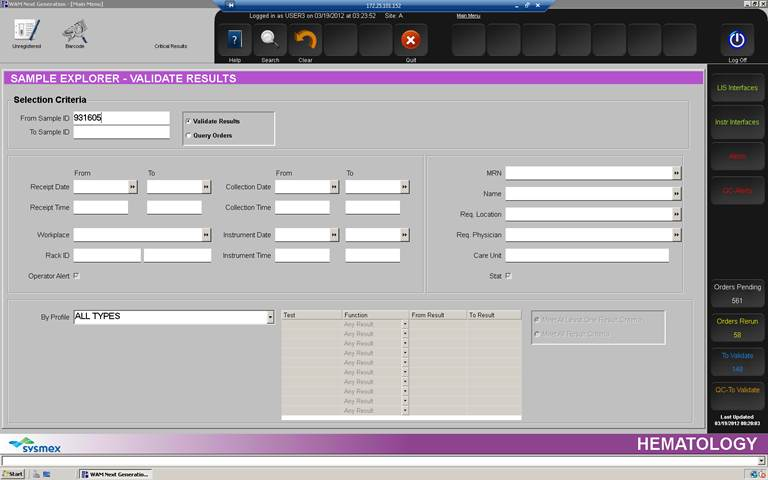 WAM Next Generation - [Main Menu]
172.25.101.152
Logged in as USER3 on 03/19/2012 at 03:23:52 Site: A
Main Menu
Unregistered
Barcode
Critical Results
Help
Search
Clear
Quit
Log Off
SAMPLE EXPLORER - VALIDATE RESULTS
Selection Criteria
From Sample ID 931605
To Sample ID
Validate Results
Query Orders
From To From To
Receipt Date Collection Date
Receipt Time Collection Time
Workplace Instrument Date
Rack ID Instrument Time
Operator Alert
MRN
Name
Req. Location
Req. Physician
Care Unit
Stat
By Profile ALL TYPES
Test Function From Result To Result
Any Result
Any Result
Any Result
Any Result
Any Result
Any Result
Any Result
Any Result
Any Result
Any Result
Meet At Least One Result Criteria
Meet All Result Criteria
LIS Interfaces
Instr Interfaces
Alerts
QC-Alerts
Orders Pending
561
Orders Rerun
58
To Validate
149
QC-To Validate
Last Updated
sysmex
HEMATOLOGY
Start
WAM Next Generatio...